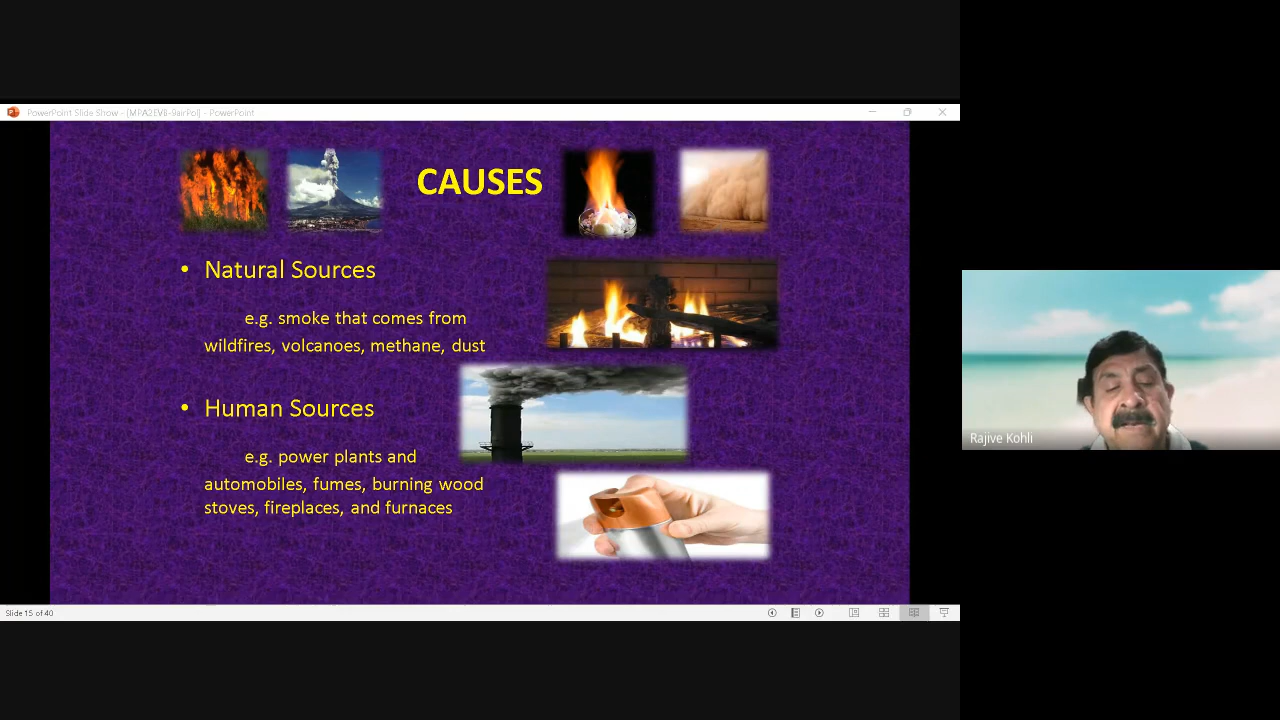 PowerPoint Slide Show - [MPA2EVB-9airPol] - PowerPoint
CAUSES
• Natural Sources
e.g. smoke that comes from
wildfires, volcanoes, methane, dust
• Human Sources
e.g. power plants and
automobiles, fumes, burning wood
stoves, fireplaces, and furnaces
Rajive Kohli
Slide 15 of 40